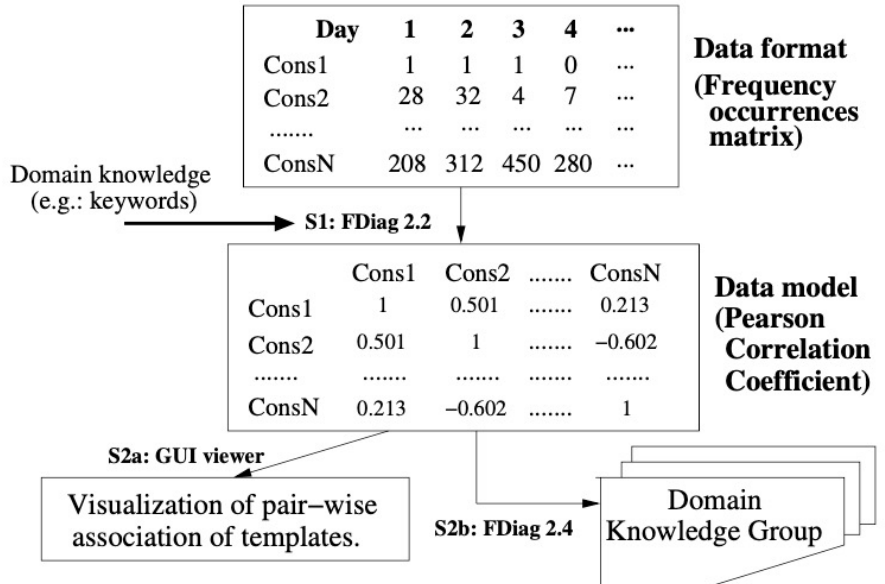 Day 1 2 3 4 ...
Cons1 1 1 1 0 ...
Cons2 28 32 4 7 ...
....... ... ... ... ... ...
ConsN 208 312 450 280 ...
Data format
(Frequency
occurrences
matrix)
Domain knowledge
(e.g.: keywords)
S1: FDiag 2.2
Cons1 Cons2 ....... ConsN
Cons1 1 0.501 ....... 0.213
Cons2 0.501 1 ....... −0.602
....... ....... ....... ....... .......
ConsN 0.213 −0.602 ....... 1
Data model
(Pearson
Correlation
Coefficient)
S2a: GUI viewer
Visualization of pair−wise
association of templates.
S2b: FDiag 2.4
Domain
Knowledge Group